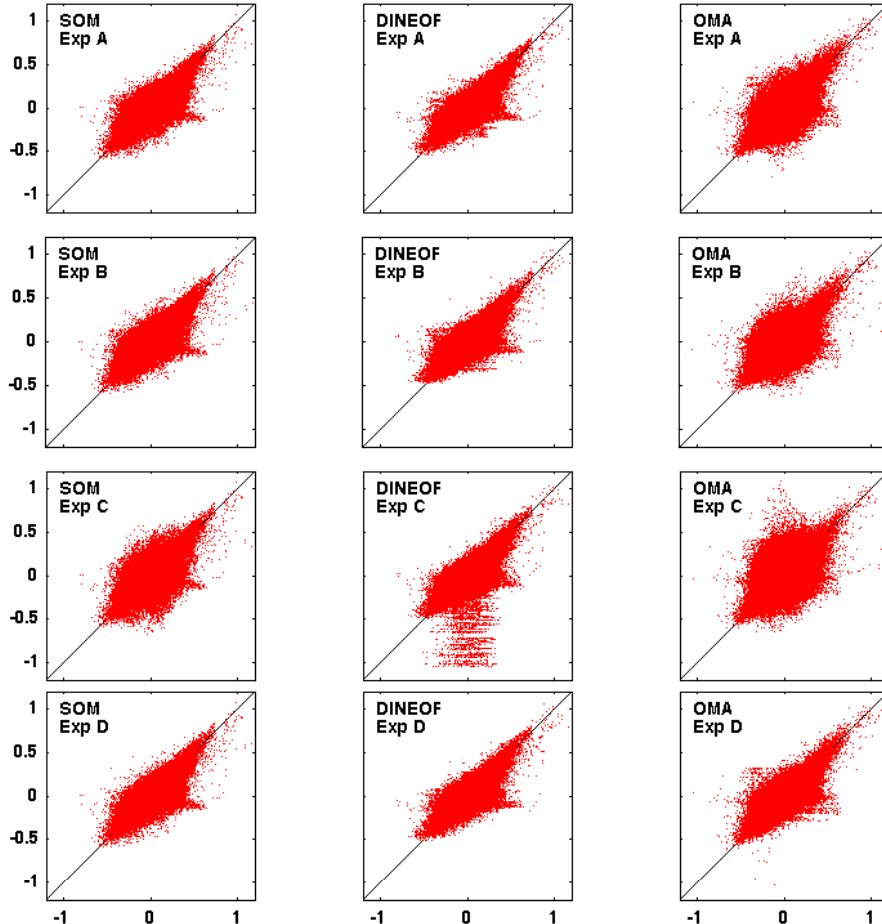 1
SOM
Exp A
0.5
0
-0.5
-1
DINEOF
Exp A
OMA
Exp A
1
SOM
Exp B
0.5
0
-0.5
-1
DINEOF
Exp B
OMA
Exp B
1
SOM
Exp C
0.5
0
-0.5
-1
DINEOF
Exp C
OMA
Exp C
1
SOM
Exp D
0.5
0
-0.5
-1
DINEOF
Exp D
OMA
Exp D
-1 0 1
-1 0 1
-1 0 1